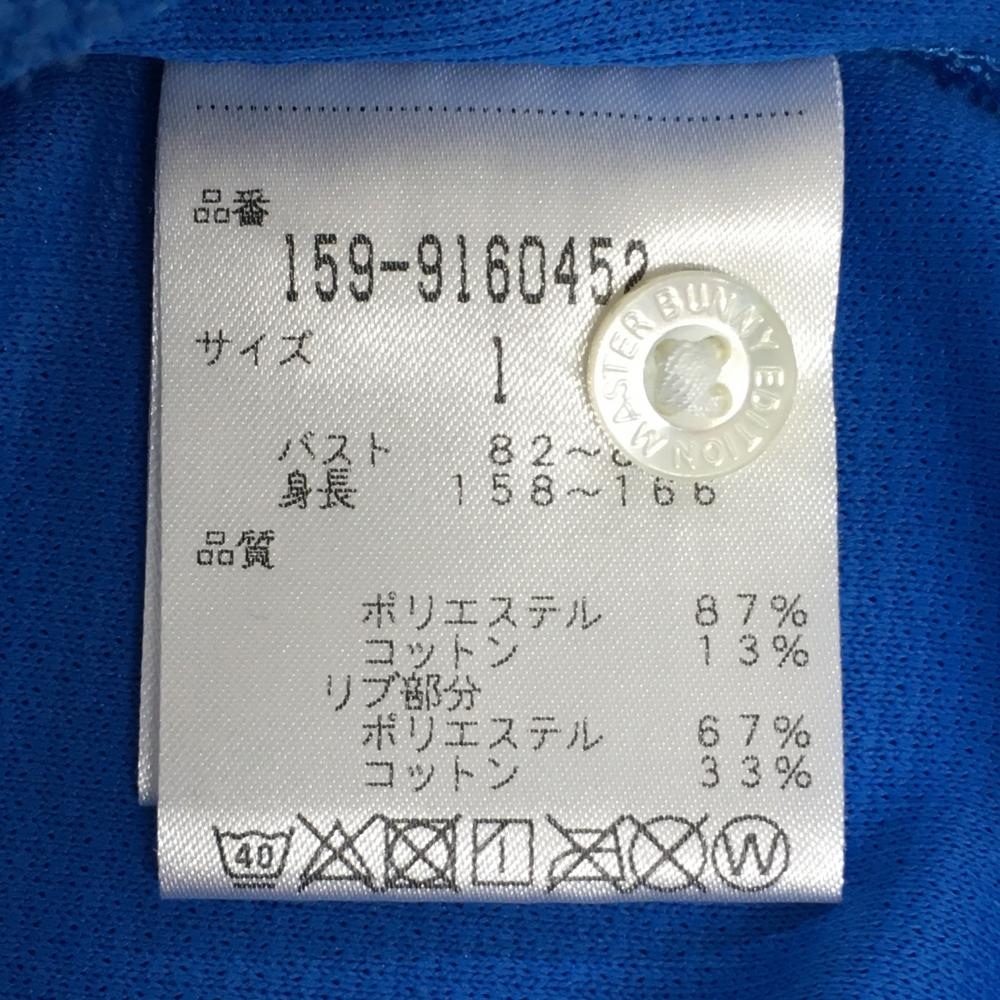 品番
159-9160452
サイズ 1
MASTER BUNNY EDITION
バスト 82~
身長 158~166
品質
ポリエステル 87%
コットン 13%
リブ部分
ポリエステル 67%
コットン 33%
40 W